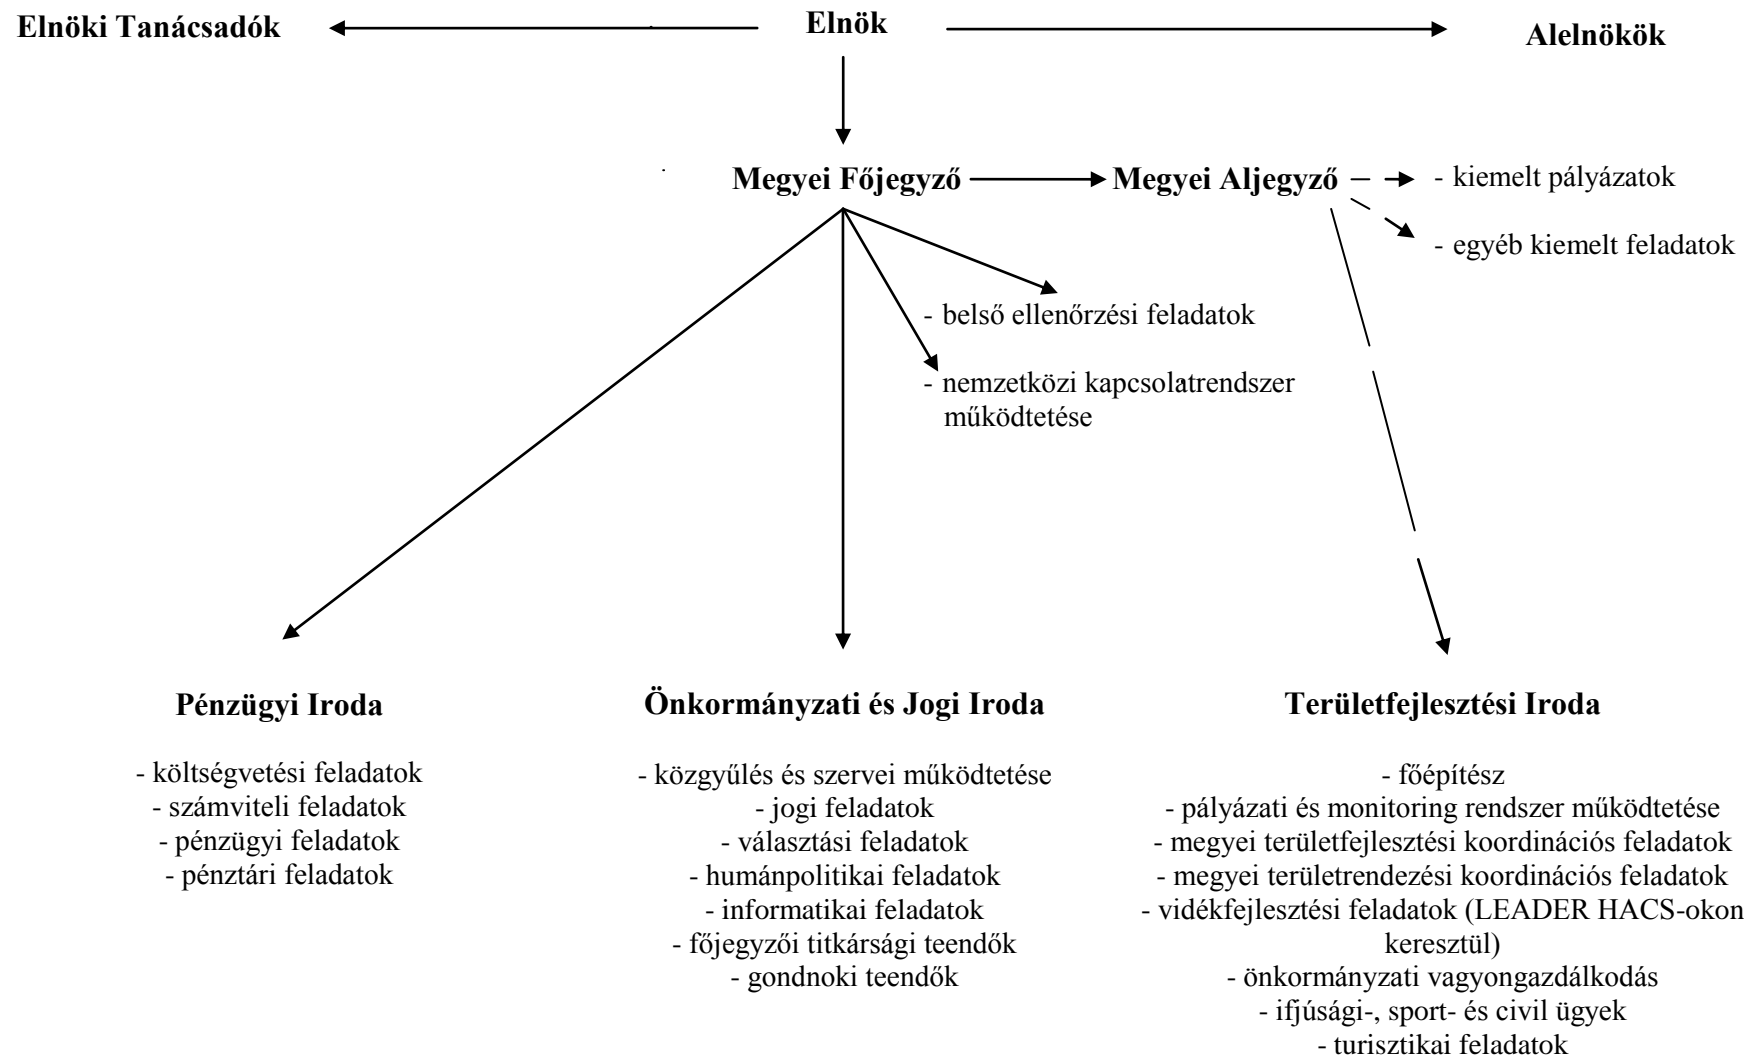 Elnöki Tanácsadók
Elnök
Alelnökök
Megyei Főjegyző
Megyei Aljegyző
- kiemelt pályázatok
- egyéb kiemelt feladatok
- belső ellenőrzési feladatok
- nemzetközi kapcsolatrendszer
működtetése
Pénzügyi Iroda
- költségvetési feladatok
- számviteli feladatok
- pénzügyi feladatok
- pénztári feladatok
Önkormányzati és Jogi Iroda
- közgyűlés és szervei működtetése
- jogi feladatok
- választási feladatok
- humánpolitikai feladatok
- informatikai feladatok
- főjegyzői titkársági teendők
- gondnoki teendők
Területfejlesztési Iroda
- főépítész
- pályázati és monitoring rendszer működtetése
- megyei területfejlesztési koordinációs feladatok
- megyei területrendezési koordinációs feladatok
- vidékfejlesztési feladatok (LEADER HACS-okon
keresztül)
- önkormányzati vagyongazdálkodás
- ifjúsági-, sport- és civil ügyek
- turisztikai feladatok